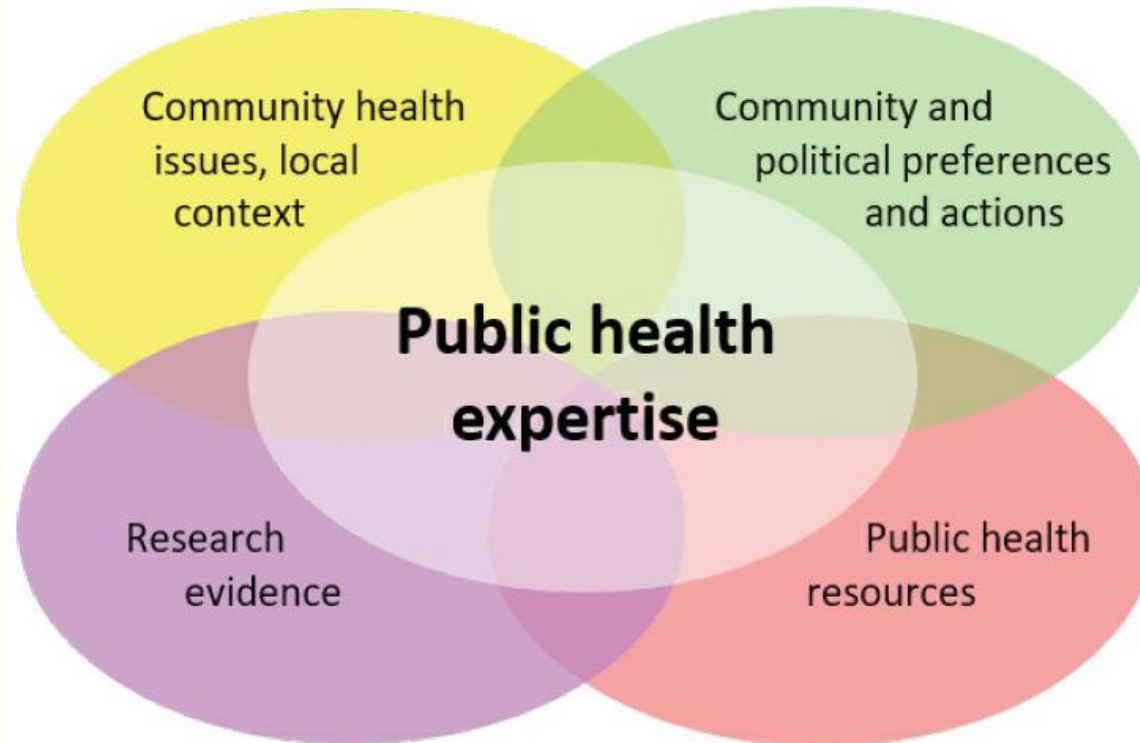 Community health
issues, local
context
Community and
political preferences
and actions
Public health
expertise
Research
evidence
Public health
resources